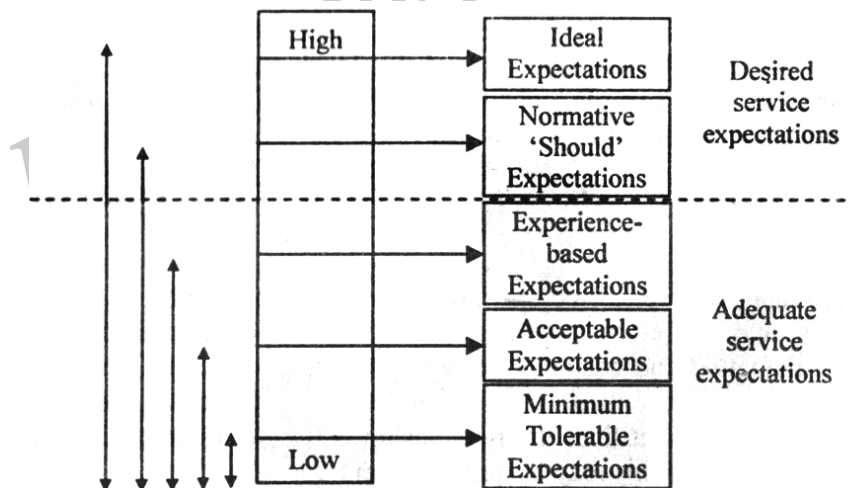 High
Ideal
Expectations
Desired
service
expectations
Normative
‘Should’
Expectations
Experience-
based
Expectations
Acceptable
Expectations
Adequate
service
expectations
Minimum
Tolerable
Expectations
Low